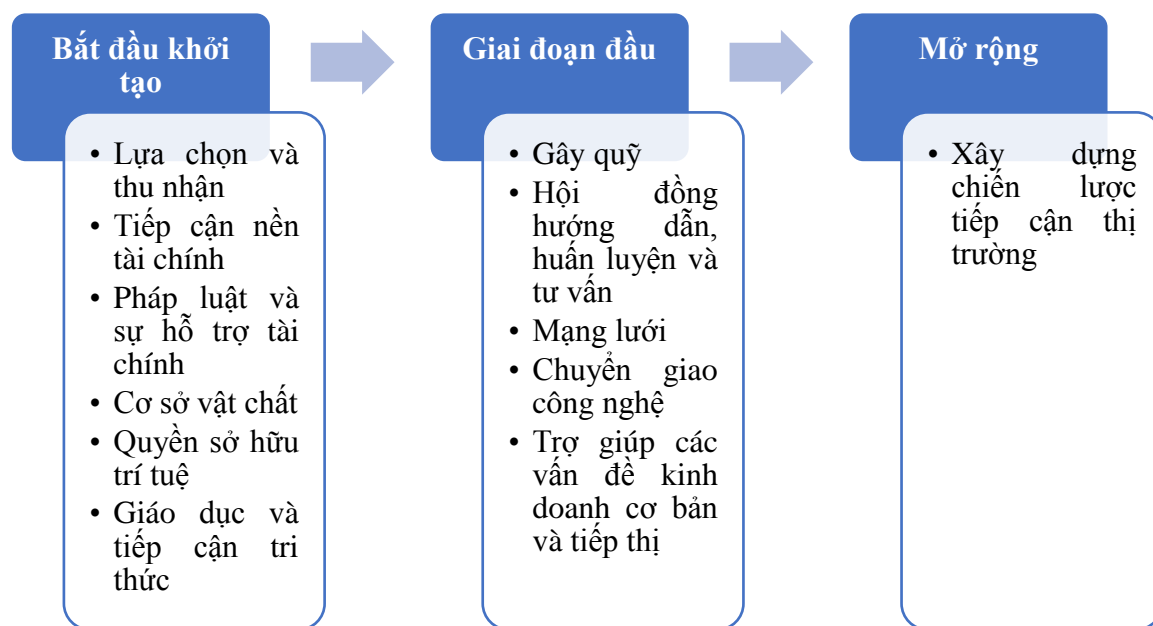 Bắt đầu khởi
tạo
• Lựa chọn và
thu nhận
• Tiếp cận nền
tài chính
• Pháp luật và
sự hỗ trợ tài
chính
• Cơ sở vật chất
• Quyền sở hữu
trí tuệ
• Giáo dục và
tiếp cận tri
thức
Giai đoạn đầu
• Gây quỹ
• Hội đồng
hướng dẫn,
huấn luyện và
tư vấn
• Mạng lưới
• Chuyển giao
công nghệ
• Trợ giúp các
vấn đề kinh
doanh cơ bản
và tiếp thị
Mở rộng
• Xây dựng
chiến lược
tiếp cận thị
trường